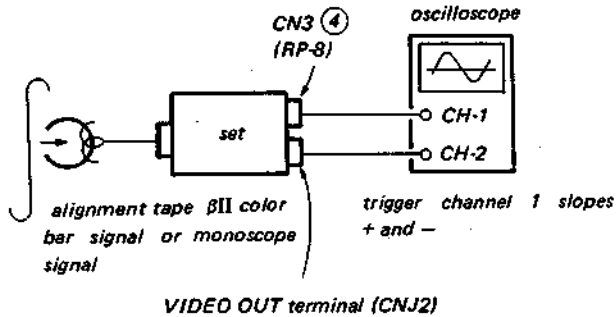 CN3 ④
(RP-8)
oscilloscope
set
CH-1
CH-2
alignment tape βII color
bar signal or monoscope
signal
trigger channel 1 slopes
+ and −
VIDEO OUT terminal (CNJ2)